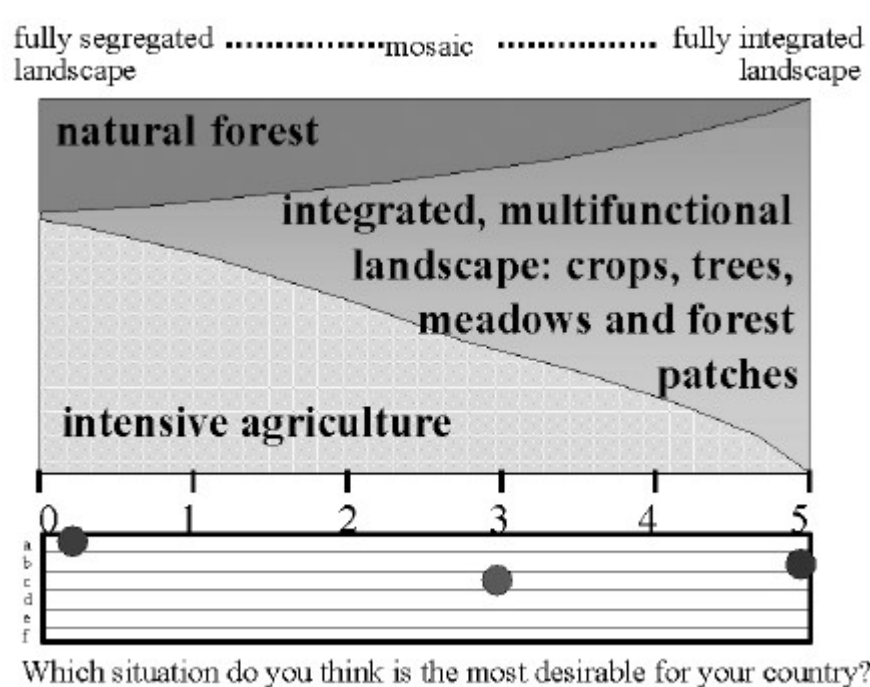 fully segregated landscape
mosaic
fully integrated landscape
natural forest
integrated, multifunctional
landscape: crops, trees,
meadows and forest
patches
intensive agriculture
0 1 2 3 4 5
a
b
c
d
e
f
Which situation do you think is the most desirable for your country?